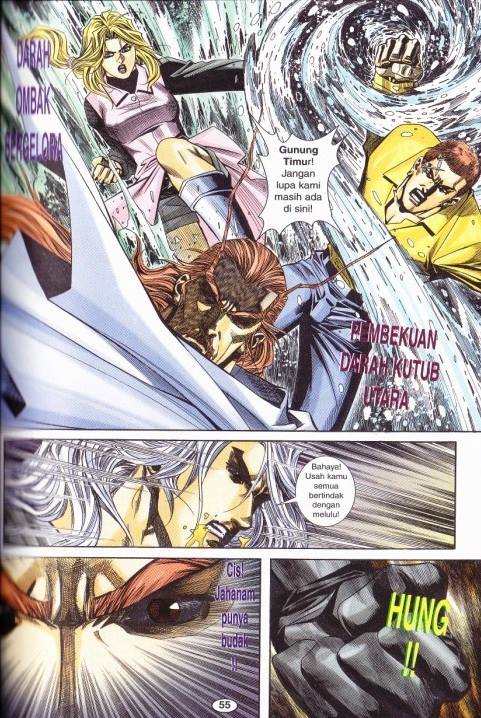 DARAH
OMBAK
BERGELORA
Gunung
Timur!
Jangan
lupa kami
masih ada
di sini!
PEMBEKUAN
DARAH KUTUB
UTARA
Bahaya!
Usah kamu
semua
bertindak
dengan
melulu!
Cis!
Jahanam
punya
budak
!!
HUNG
!!
55